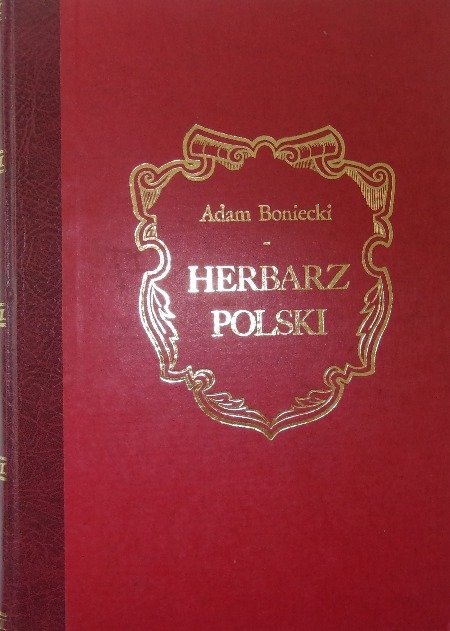 Adam Boniecki
-
HERBARZ
POLSKI